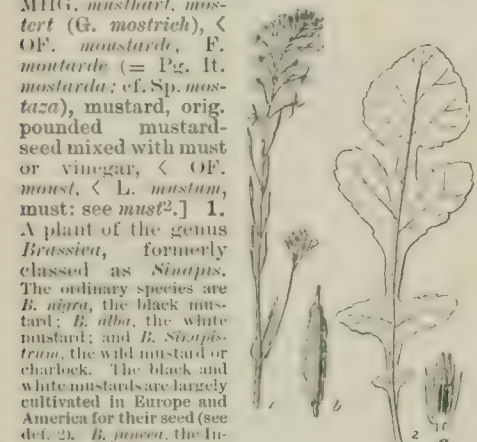 MHG. musthart, mos-
tert (G. mostrich), <
OF. moustarde, F.
moutarde (= Pg. It.
mostarda; cf. Sp. mos-
taza), mustard, orig.
pounded mustard-
seed mixed with must
or vinegar, < OF.
moust, < L. mustum,
must: see must².] 1.
A plant of the genus
Brassica, formerly
classed as Sinapis.
The ordinary species are
B. nigra, the black mus-
tard; B. alba, the white
mustard; and B. Sinapis-
trum, the wild mustard or
charlock. The black and
white mustards are largely
cultivated in Europe and
America for their seed (see
def. 2). B. juncea, the In-
1
b
2
a